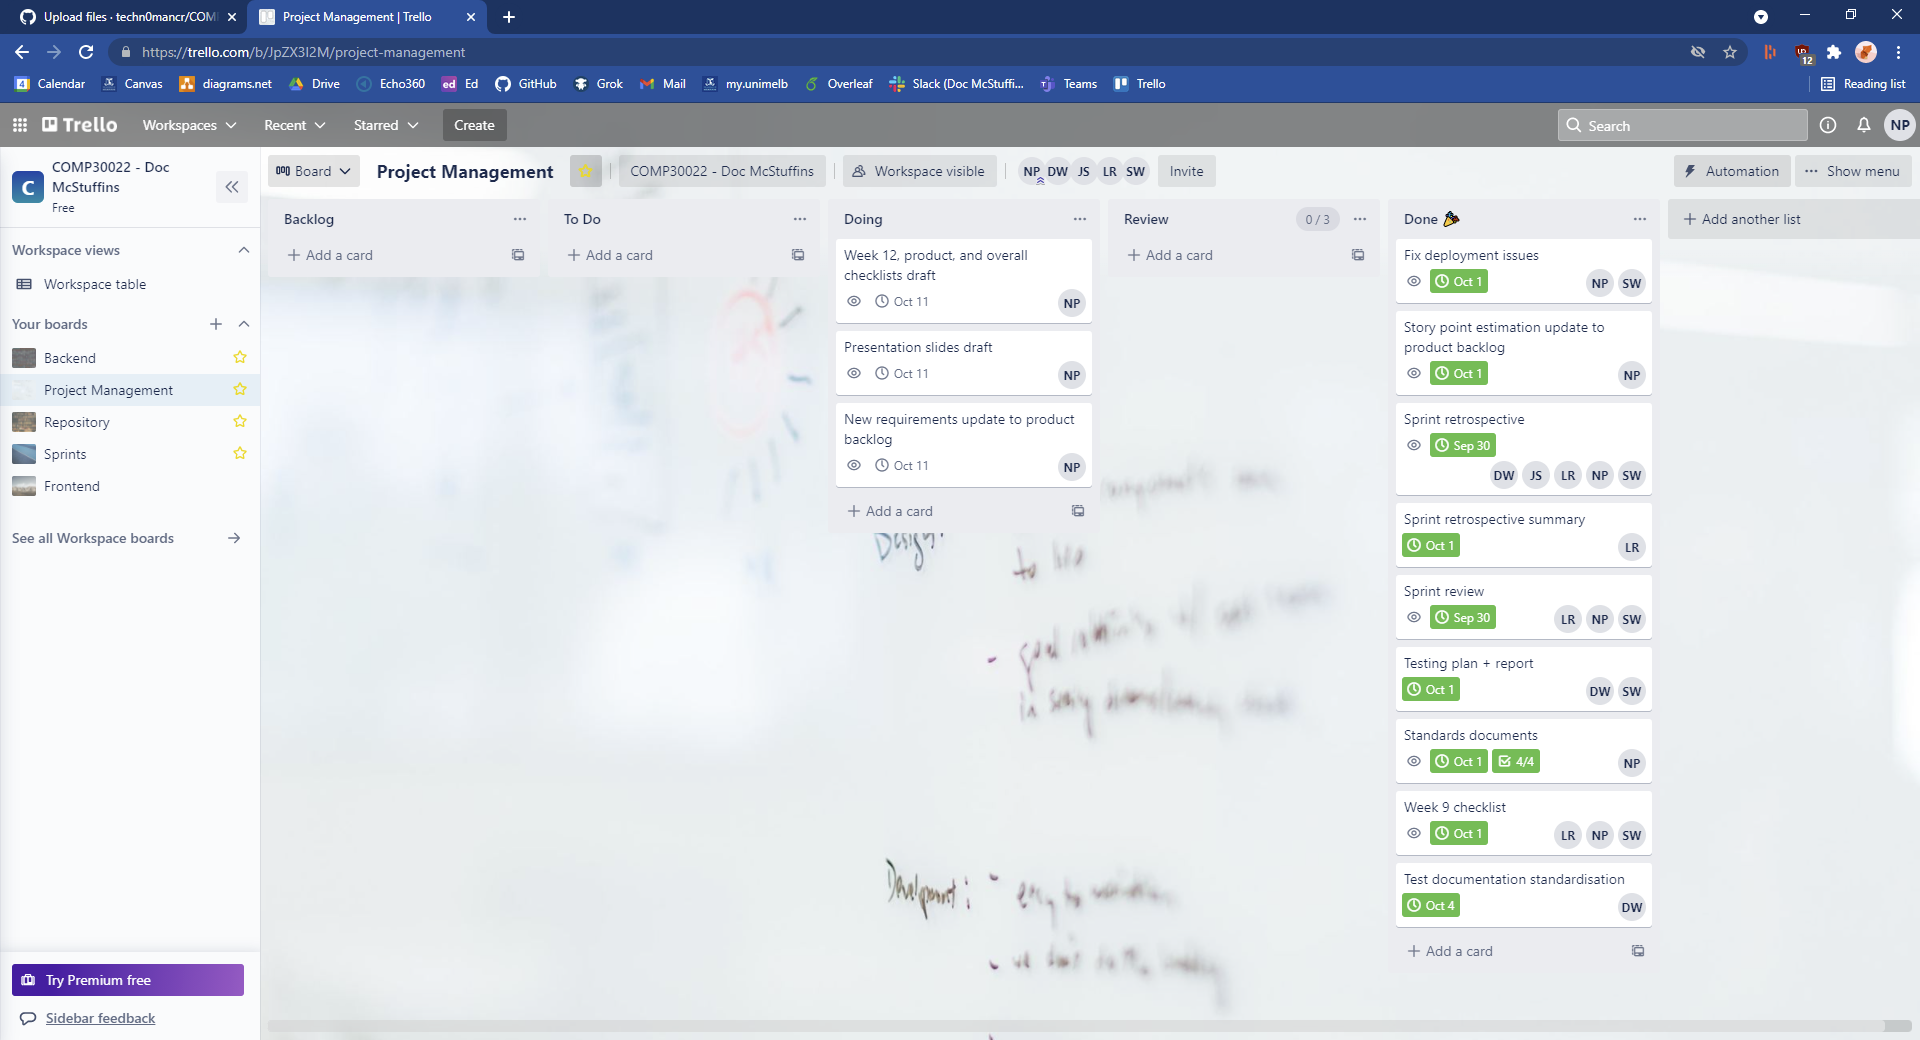 Upload files · techn0mancr/COM
Project Management | Trello
https://trello.com/b/JpZX3I2M/project-management
12
4 Calendar Canvas diagrams.net Drive Echo360 ed Ed GitHub Grok Mail my.unimelb Overleaf Slack (Doc McStuffi... Teams Trello Reading list
Trello Workspaces Recent Starred Create Search NP
C
COMP30022 - Doc
McStuffins
Free
Board Project Management COMP30022 - Doc McStuffins Workspace visible NP DW JS LR SW Invite Automation Show menu
Workspace views
Workspace table
Your boards
Backend
Project Management
Repository
Sprints
Frontend
See all Workspace boards
Try Premium free
Sidebar feedback
Backlog
+ Add a card
To Do
+ Add a card
Doing
Week 12, product, and overall
checklists draft
Oct 11 NP
Presentation slides draft
Oct 11 NP
New requirements update to product
backlog
Oct 11 NP
+ Add a card
Review 0 / 3
+ Add a card
Done 🎉
Fix deployment issues
Oct 1 NP SW
Story point estimation update to
product backlog
Oct 1 NP
Sprint retrospective
Sep 30
DW JS LR NP SW
Sprint retrospective summary
Oct 1 LR
Sprint review
Sep 30 LR NP SW
Testing plan + report
Oct 1 DW SW
Standards documents
Oct 1 4/4 NP
Week 9 checklist
Oct 1 LR NP SW
Test documentation standardisation
Oct 4 DW
+ Add a card
+ Add another list
Design:
to
goal
in
Development: - easy to